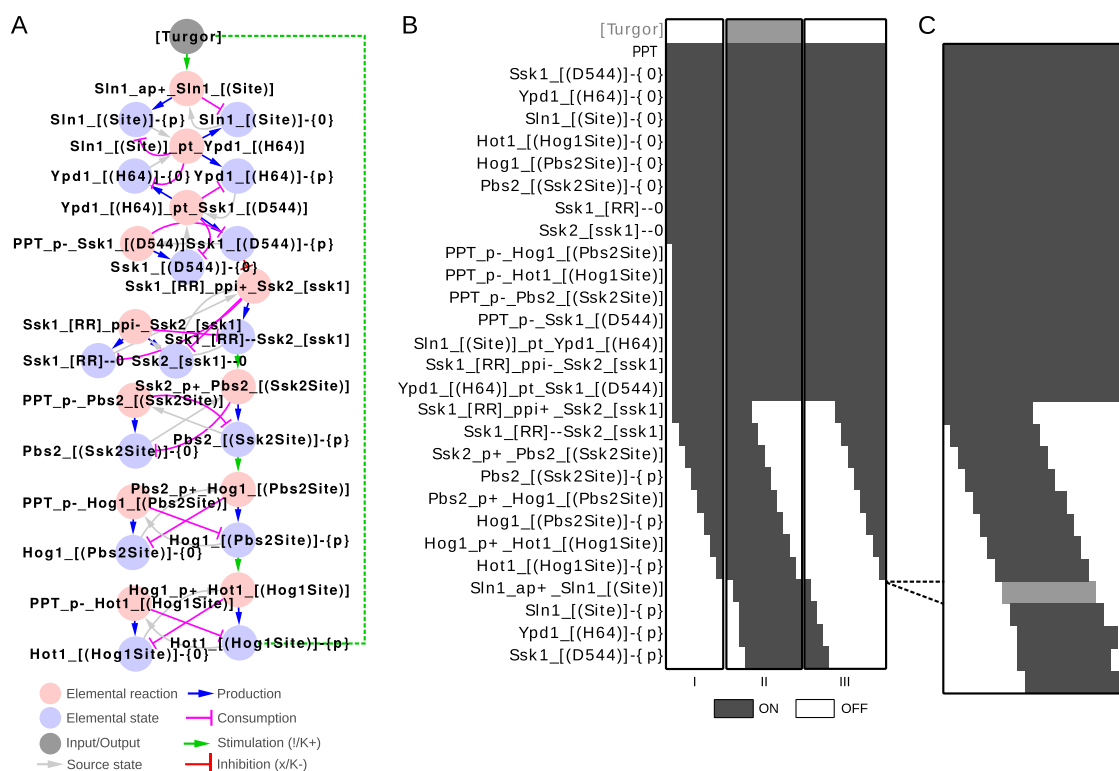 A
[Turgor]
Sln1_ap+_Sln1_[(Site)]
Sln1_[(Site)]-{p}
Sln1_[(Site)]-{0}
Sln1_[(Site)]_pt_Ypd1_[(H64)]
Ypd1_[(H64)]-{0}
Ypd1_[(H64)]-{p}
Ypd1_[(H64)]_pt_Ssk1_[(D544)]
PPT_p-_Ssk1_[(D544)]
Ssk1_[(D544)]-{p}
Ssk1_[(D544)]-{0}
Ssk1_[RR]_ppi+_Ssk2_[ssk1]
Ssk1_[RR]_ppi-_Ssk2_[ssk1]
Ssk1_[RR]--Ssk2_[ssk1]
Ssk1_[RR]--0
Ssk2_[ssk1]--0
Ssk2_p+_Pbs2_[(Ssk2Site)]
PPT_p-_Pbs2_[(Ssk2Site)]
Pbs2_[(Ssk2Site)]-{p}
Pbs2_[(Ssk2Site)]-{0}
Pbs2_p+_Hog1_[(Pbs2Site)]
PPT_p-_Hog1_[(Pbs2Site)]
Hog1_[(Pbs2Site)]-{p}
Hog1_[(Pbs2Site)]-{0}
Hog1_p+_Hot1_[(Hog1Site)]
PPT_p-_Hot1_[(Hog1Site)]
Hot1_[(Hog1Site)]-{p}
Hot1_[(Hog1Site)]-{0}
Elemental reaction
Production
Elemental state
Consumption
Input/Output
Stimulation (!/K+)
Source state
Inhibition (x/K-)
B
[Turgor]
PPT
Ssk1_[(D544)]-{0}
Ypd1_[(H64)]-{0}
Sln1_[(Site)]-{0}
Hot1_[(Hog1Site)]-{0}
Hog1_[(Pbs2Site)]-{0}
Pbs2_[(Ssk2Site)]-{0}
Ssk1_[RR]--0
Ssk2_[ssk1]--0
PPT_p-_Hog1_[(Pbs2Site)]
PPT_p-_Hot1_[(Hog1Site)]
PPT_p-_Pbs2_[(Ssk2Site)]
PPT_p-_Ssk1_[(D544)]
Sln1_[(Site)]_pt_Ypd1_[(H64)]
Ssk1_[RR]_ppi-_Ssk2_[ssk1]
Ypd1_[(H64)]_pt_Ssk1_[(D544)]
Ssk1_[RR]_ppi+_Ssk2_[ssk1]
Ssk1_[RR]--Ssk2_[ssk1]
Ssk2_p+_Pbs2_[(Ssk2Site)]
Pbs2_[(Ssk2Site)]-{p}
Pbs2_p+_Hog1_[(Pbs2Site)]
Hog1_[(Pbs2Site)]-{p}
Hog1_p+_Hot1_[(Hog1Site)]
Hot1_[(Hog1Site)]-{p}
Sln1_ap+_Sln1_[(Site)]
Sln1_[(Site)]-{p}
Ypd1_[(H64)]-{p}
Ssk1_[(D544)]-{p}
I II III
ON OFF
C